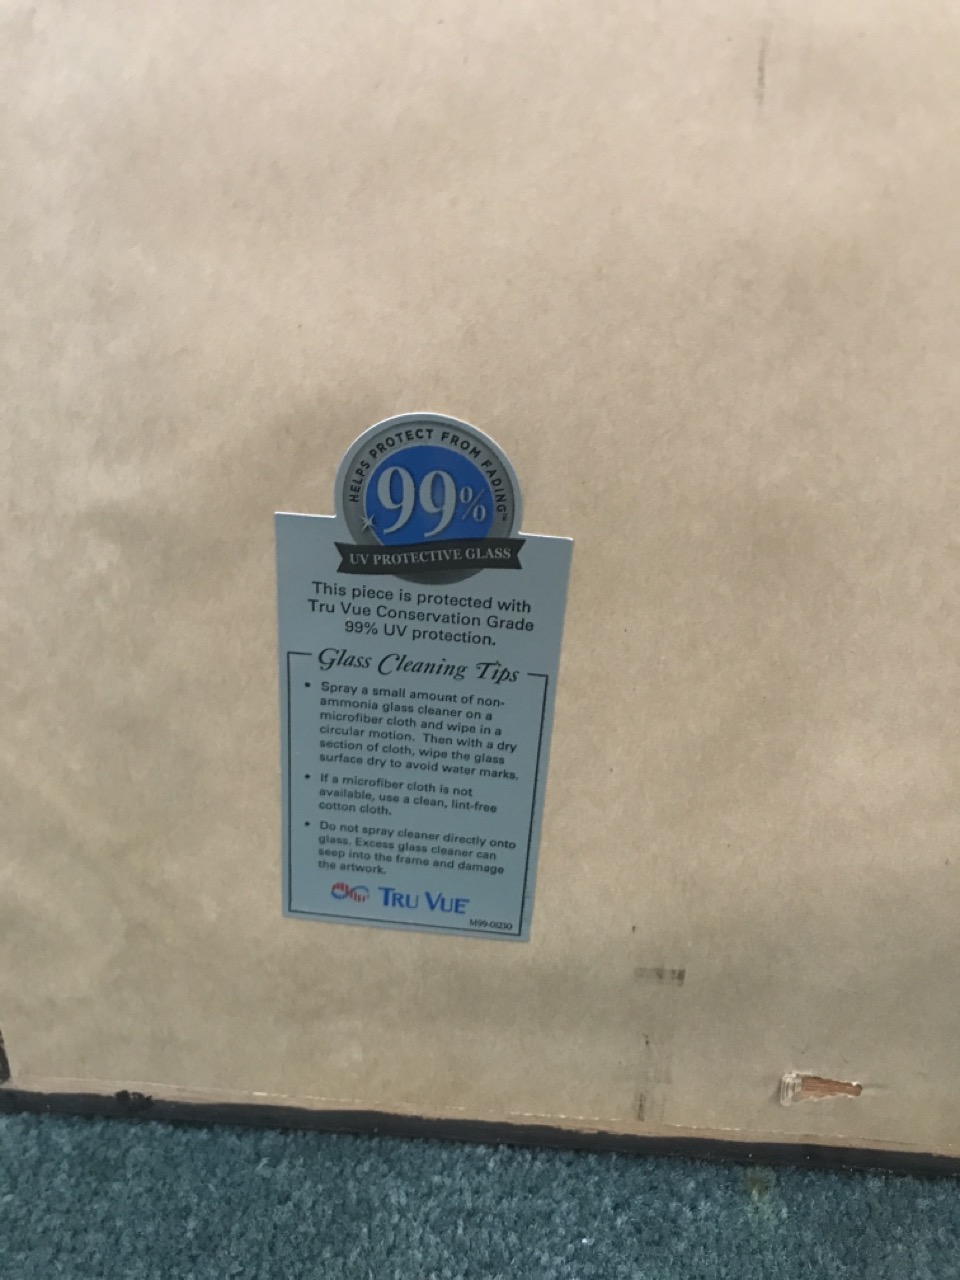 HELPS PROTECT FROM FADING™
99%
UV PROTECTIVE GLASS
This piece is protected with
Tru Vue Conservation Grade
99% UV protection.
Glass Cleaning Tips
• Spray a small amount of non-
ammonia glass cleaner on a
microfiber cloth and wipe in a
circular motion. Then with a dry
section of cloth, wipe the glass
surface dry to avoid water marks.
• If a microfiber cloth is not
available, use a clean, lint-free
cotton cloth.
• Do not spray cleaner directly onto
glass. Excess glass cleaner can
seep into the frame and damage
the artwork.
TRU VUE
M99-01210